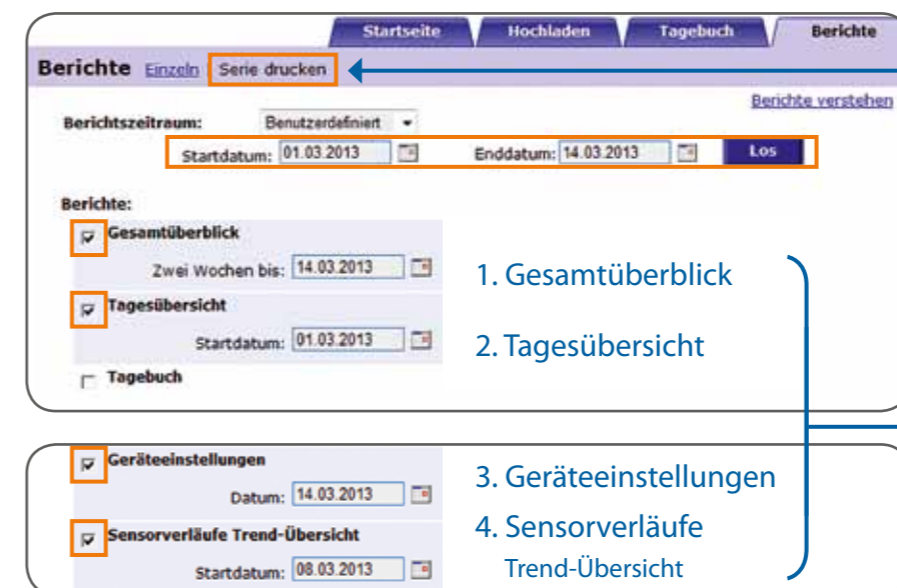 Startseite Hochladen Tagebuch Berichte
Berichte Einzeln Serie drucken
Berichte verstehen
Berichtszeitraum: Benutzerdefiniert
Startdatum: 01.03.2013 Enddatum: 14.03.2013 Los
Berichte:
Gesamtüberblick
Zwei Wochen bis: 14.03.2013
1. Gesamtüberblick
Tagesübersicht
Startdatum: 01.03.2013
2. Tagesübersicht
Tagebuch
Geräteeinstellungen
Datum: 14.03.2013
3. Geräteeinstellungen
Sensorverläufe Trend-Übersicht
4. Sensorverläufe
Startdatum: 08.03.2013
Trend-Übersicht